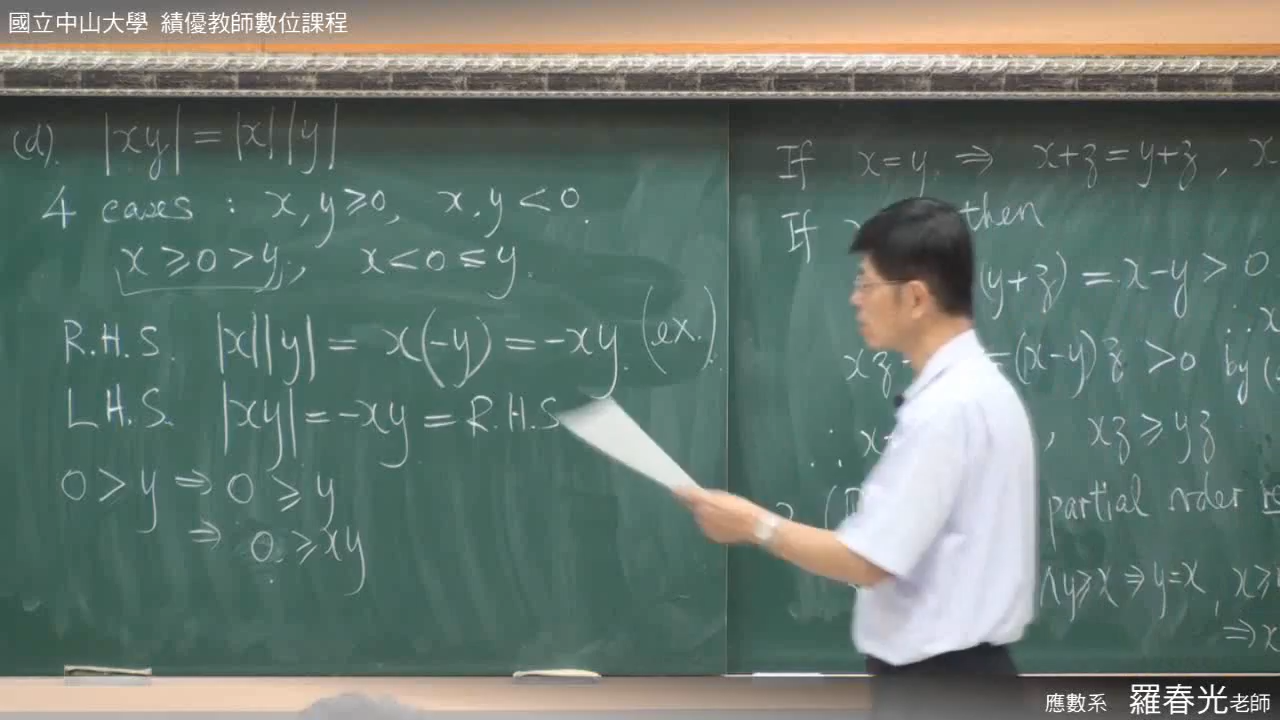 國立中山大學 績優教師數位課程
(d). |xy| = |x||y|
4 cases : x, y ≥ 0, x, y < 0.
x ≥ 0 > y, x < 0 ≤ y.
R.H.S. |x||y| = x(-y) = -xy. (ex.)
L.H.S. |xy| = -xy = R.H.S
0 > y ⇒ 0 ≥ y
⇒ 0 ≥ xy
If x = y ⇒ x+z = y+z ,
If then
(y+z) = x-y > 0
xz = (x-y)z > 0 by
∴ x , xz ≥ yz
partial order
∧ y ≥ x ⇒ y = x , x ≥
⇒ x
應數系 羅春光老師